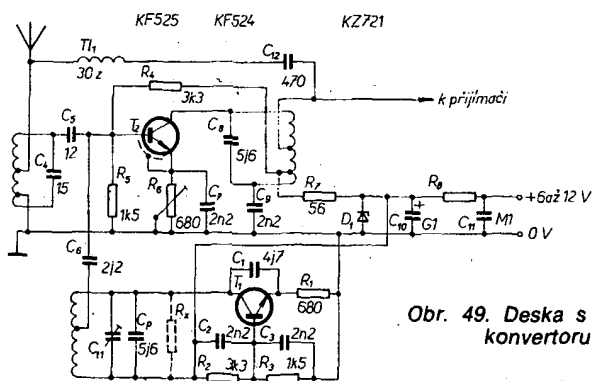 KF525 KF524 KZ721
Tl₁
30 z
C₁₂
470
R₄
3k3
k přijímači
C₅
12
T₂
C₈
5j6
C₄
15
R₅
1k5
R₆
680
C₇
2n2
C₉
2n2
R₇
56
D₁
C₁₀
+
G1
R₈
C₁₁
M1
+6až 12 V
0 V
C₆
2j2
C₁
4j7
T₁
R₁
680
C₁₁
Cₚ
5j6
Rₓ
C₂
2n2
C₃
2n2
R₂
3k3
R₃
1k5
Obr. 49. Deska s
konvertoru